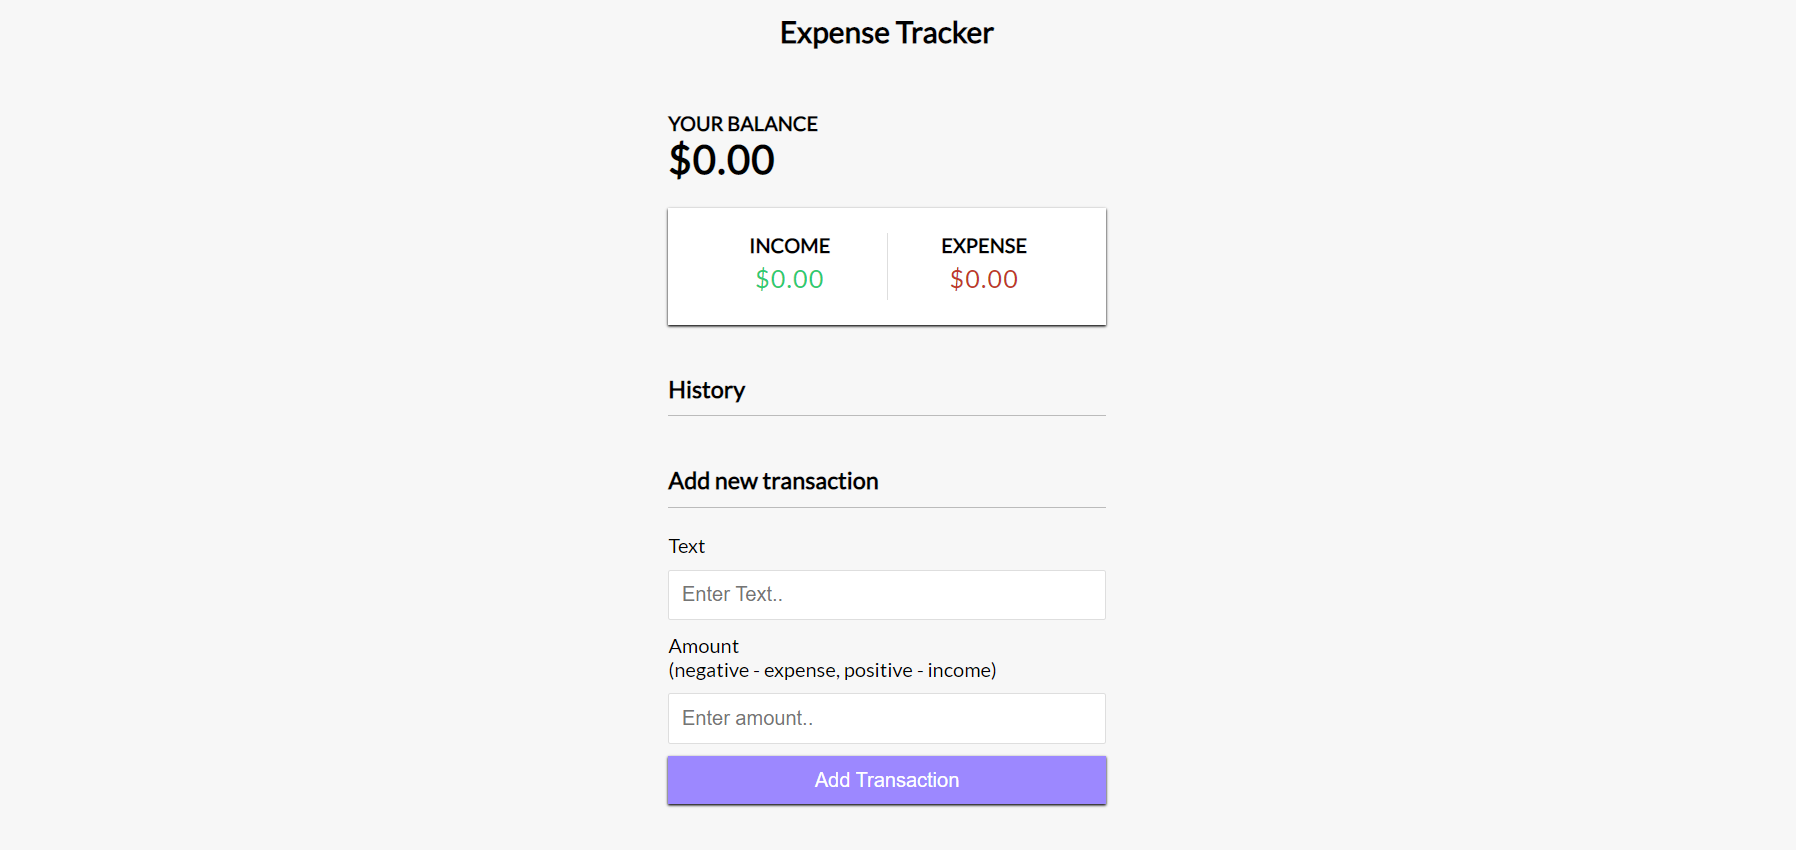 Expense Tracker
YOUR BALANCE
$0.00
INCOME
$0.00
EXPENSE
$0.00
History
Add new transaction
Text
Enter Text..
Amount
(negative - expense, positive - income)
Enter amount..
Add Transaction